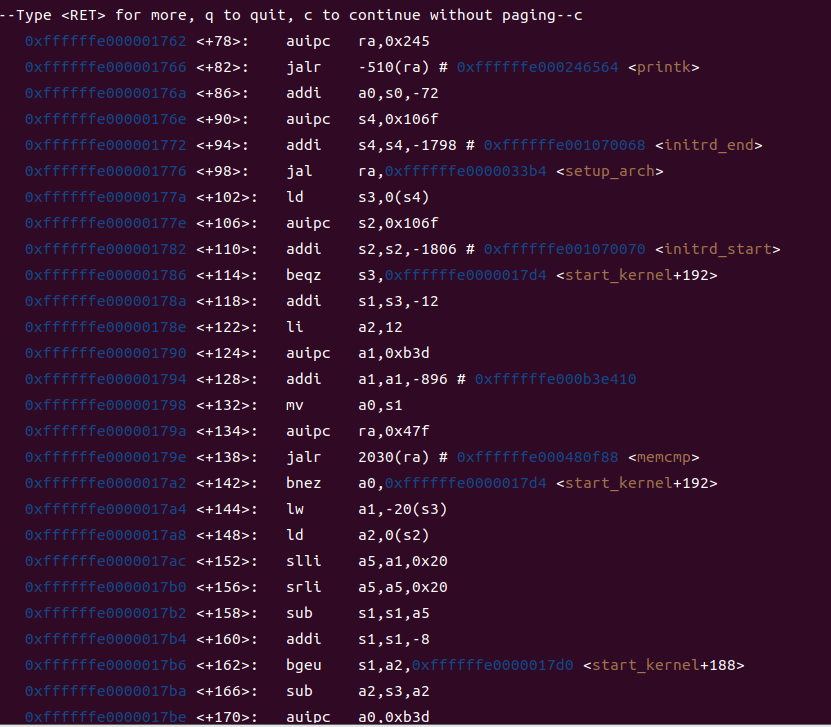 --Type <RET> for more, q to quit, c to continue without paging--c
   0xffffffe000001762 <+78>:	auipc	ra,0x245
   0xffffffe000001766 <+82>:	jalr	-510(ra) # 0xffffffe000246564 <printk>
   0xffffffe00000176a <+86>:	addi	a0,s0,-72
   0xffffffe00000176e <+90>:	auipc	s4,0x106f
   0xffffffe000001772 <+94>:	addi	s4,s4,-1798 # 0xffffffe001070068 <initrd_end>
   0xffffffe000001776 <+98>:	jal	ra,0xffffffe0000033b4 <setup_arch>
   0xffffffe00000177a <+102>:	ld	s3,0(s4)
   0xffffffe00000177e <+106>:	auipc	s2,0x106f
   0xffffffe000001782 <+110>:	addi	s2,s2,-1806 # 0xffffffe001070070 <initrd_start>
   0xffffffe000001786 <+114>:	beqz	s3,0xffffffe0000017d4 <start_kernel+192>
   0xffffffe00000178a <+118>:	addi	s1,s3,-12
   0xffffffe00000178e <+122>:	li	a2,12
   0xffffffe000001790 <+124>:	auipc	a1,0xb3d
   0xffffffe000001794 <+128>:	addi	a1,a1,-896 # 0xffffffe000b3e410
   0xffffffe000001798 <+132>:	mv	a0,s1
   0xffffffe00000179a <+134>:	auipc	ra,0x47f
   0xffffffe00000179e <+138>:	jalr	2030(ra) # 0xffffffe000480f88 <memcmp>
   0xffffffe0000017a2 <+142>:	bnez	a0,0xffffffe0000017d4 <start_kernel+192>
   0xffffffe0000017a4 <+144>:	lw	a1,-20(s3)
   0xffffffe0000017a8 <+148>:	ld	a2,0(s2)
   0xffffffe0000017ac <+152>:	slli	a5,a1,0x20
   0xffffffe0000017b0 <+156>:	srli	a5,a5,0x20
   0xffffffe0000017b2 <+158>:	sub	s1,s1,a5
   0xffffffe0000017b4 <+160>:	addi	s1,s1,-8
   0xffffffe0000017b6 <+162>:	bgeu	s1,a2,0xffffffe0000017d0 <start_kernel+188>
   0xffffffe0000017ba <+166>:	sub	a2,s3,a2
   0xffffffe0000017be <+170>:	auipc	a0,0xb3d